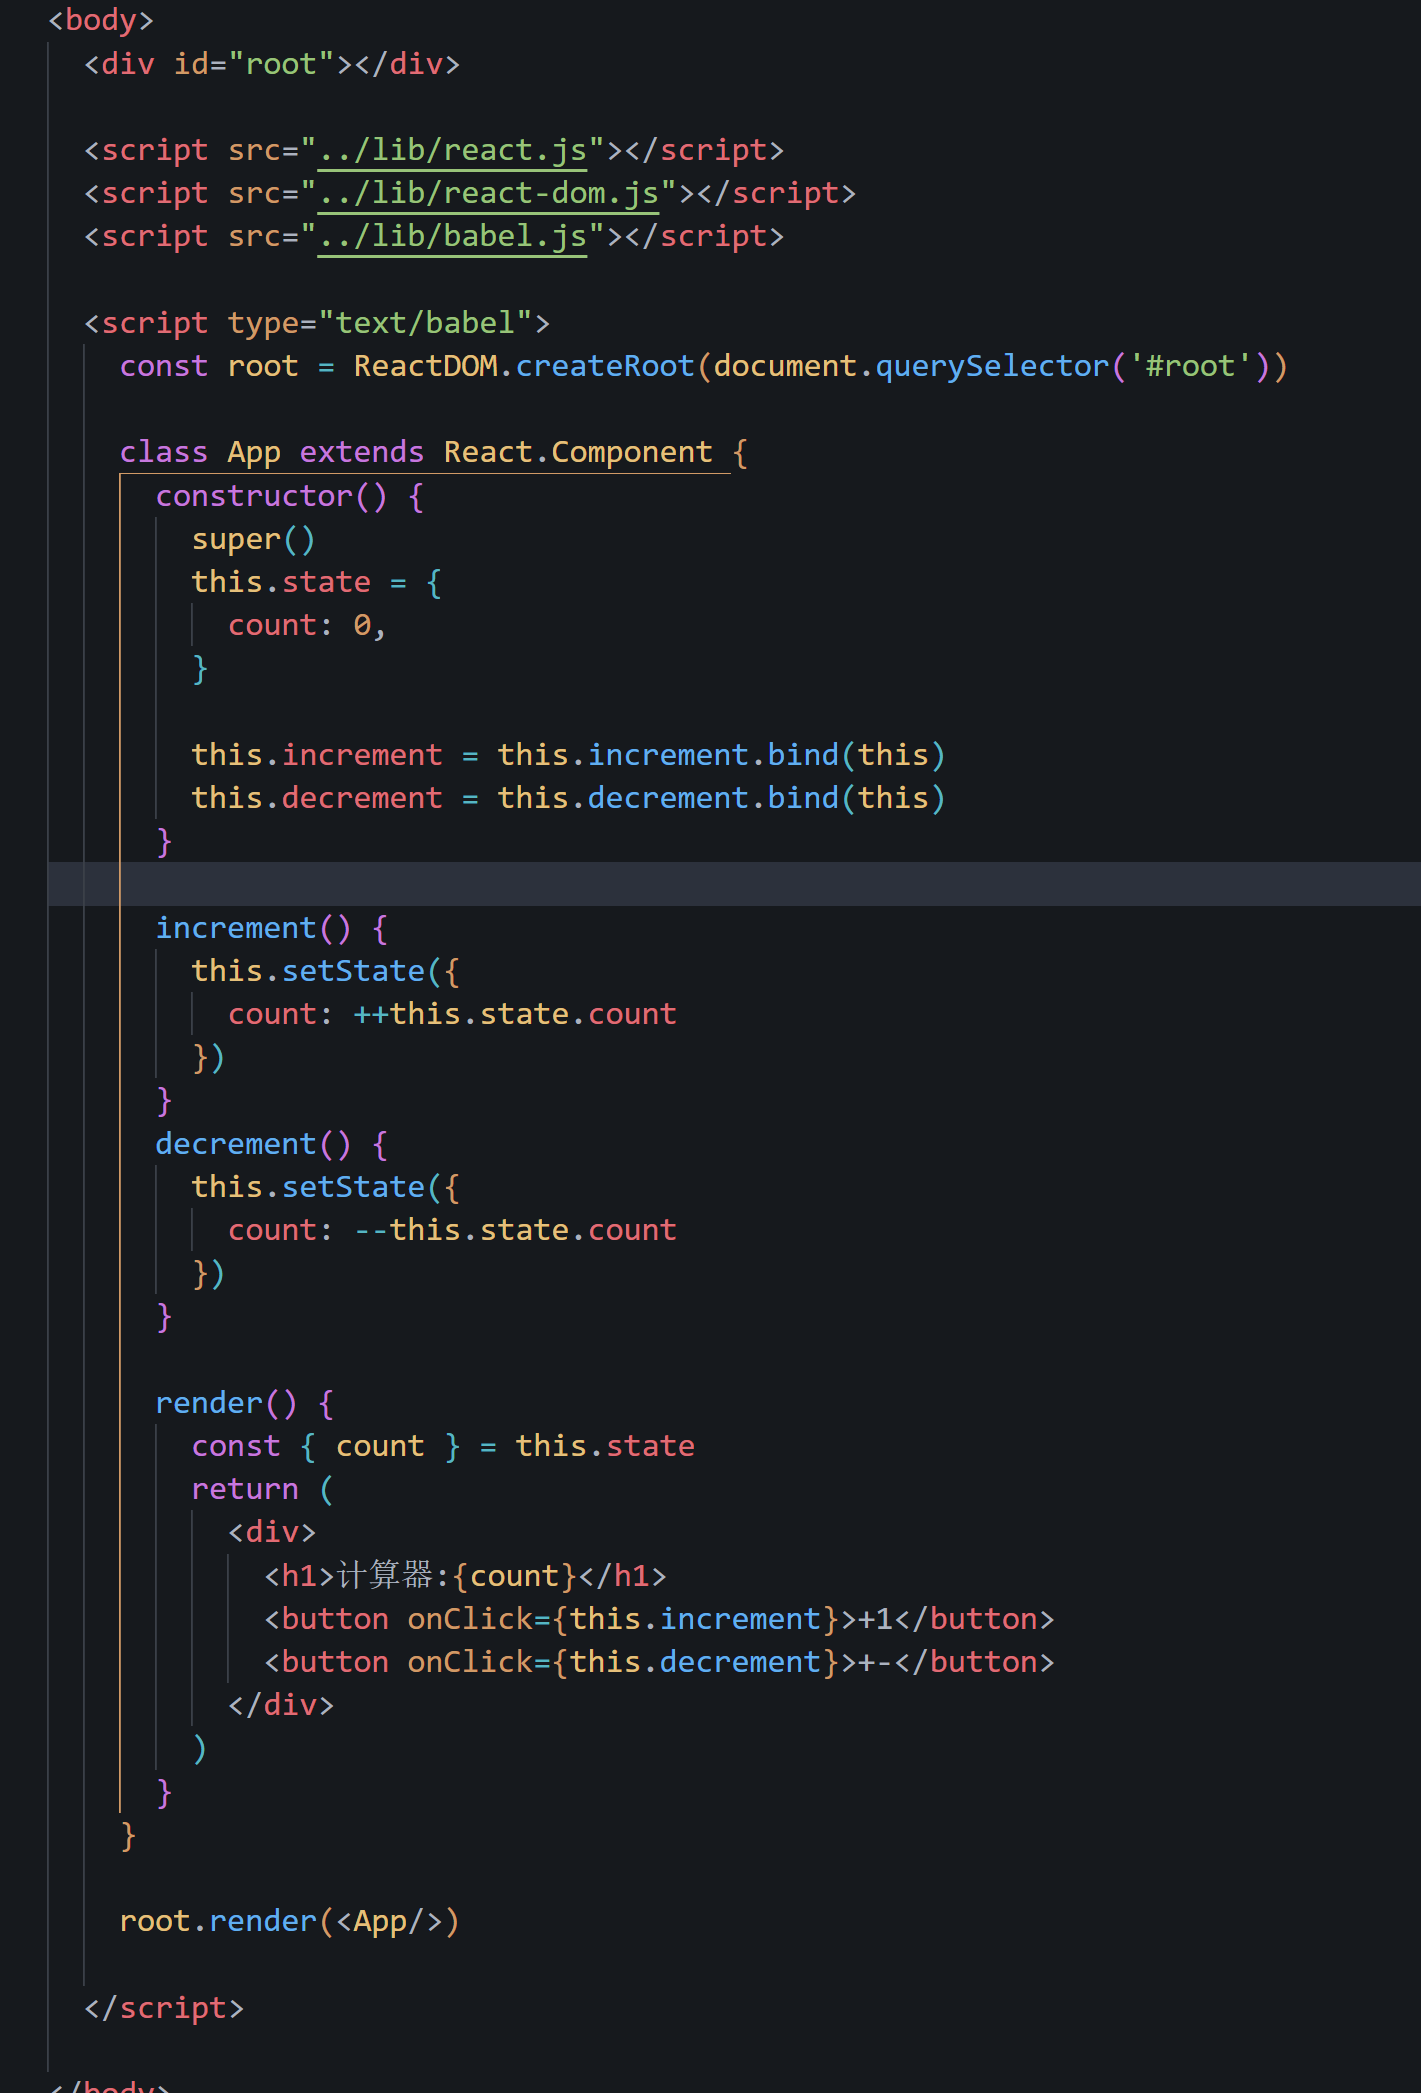 <body>
<div id="root"></div>
<script src="../lib/react.js"></script>
<script src="../lib/react-dom.js"></script>
<script src="../lib/babel.js"></script>
<script type="text/babel">
const root = ReactDOM.createRoot(document.querySelector('#root'))
class App extends React.Component {
constructor() {
super()
this.state = {
count: 0,
}
this.increment = this.increment.bind(this)
this.decrement = this.decrement.bind(this)
}
increment() {
this.setState({
count: ++this.state.count
})
}
decrement() {
this.setState({
count: --this.state.count
})
}
render() {
const { count } = this.state
return (
<div>
<h1>计算器:{count}</h1>
<button onClick={this.increment}>+1</button>
<button onClick={this.decrement}>+-</button>
</div>
)
}
}
root.render(<App/>)
</script>
</body>